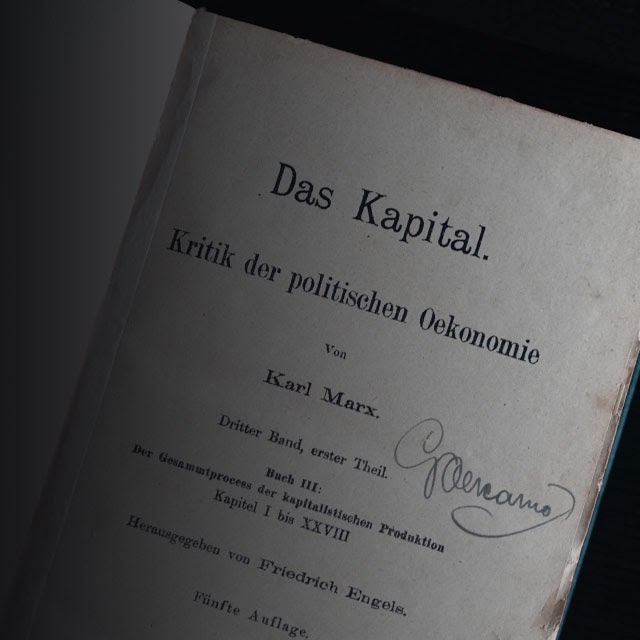 Das Kapital.
Kritik der politischen Oekonomie
Von
Karl Marx.
Dritter Band, erster Theil.
Buch III:
Der Gesammtprocess der kapitalistischen Produktion
Kapitel I bis XXVIII
Herausgegeben von Friedrich Engels.
Fünfte Auflage.